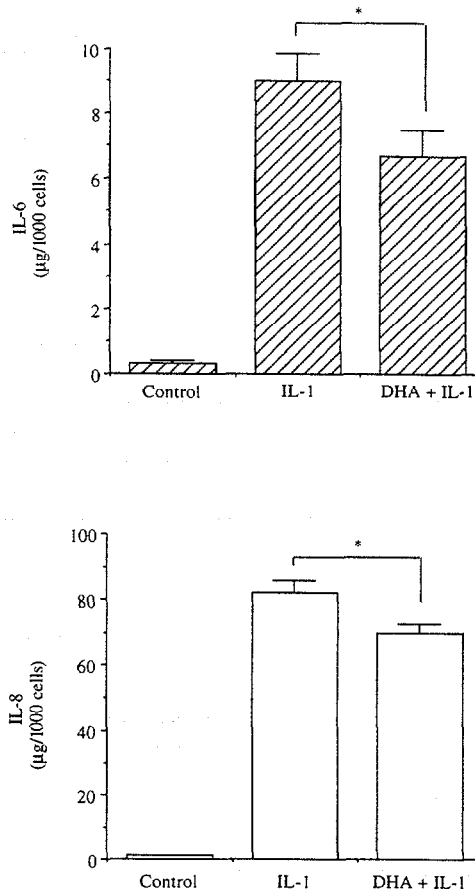 *
10
8
6
4
2
0
IL-6
(µg/1000 cells)
Control IL-1 DHA + IL-1
*
100
80
60
40
20
0
IL-8
(µg/1000 cells)
Control IL-1 DHA + IL-1